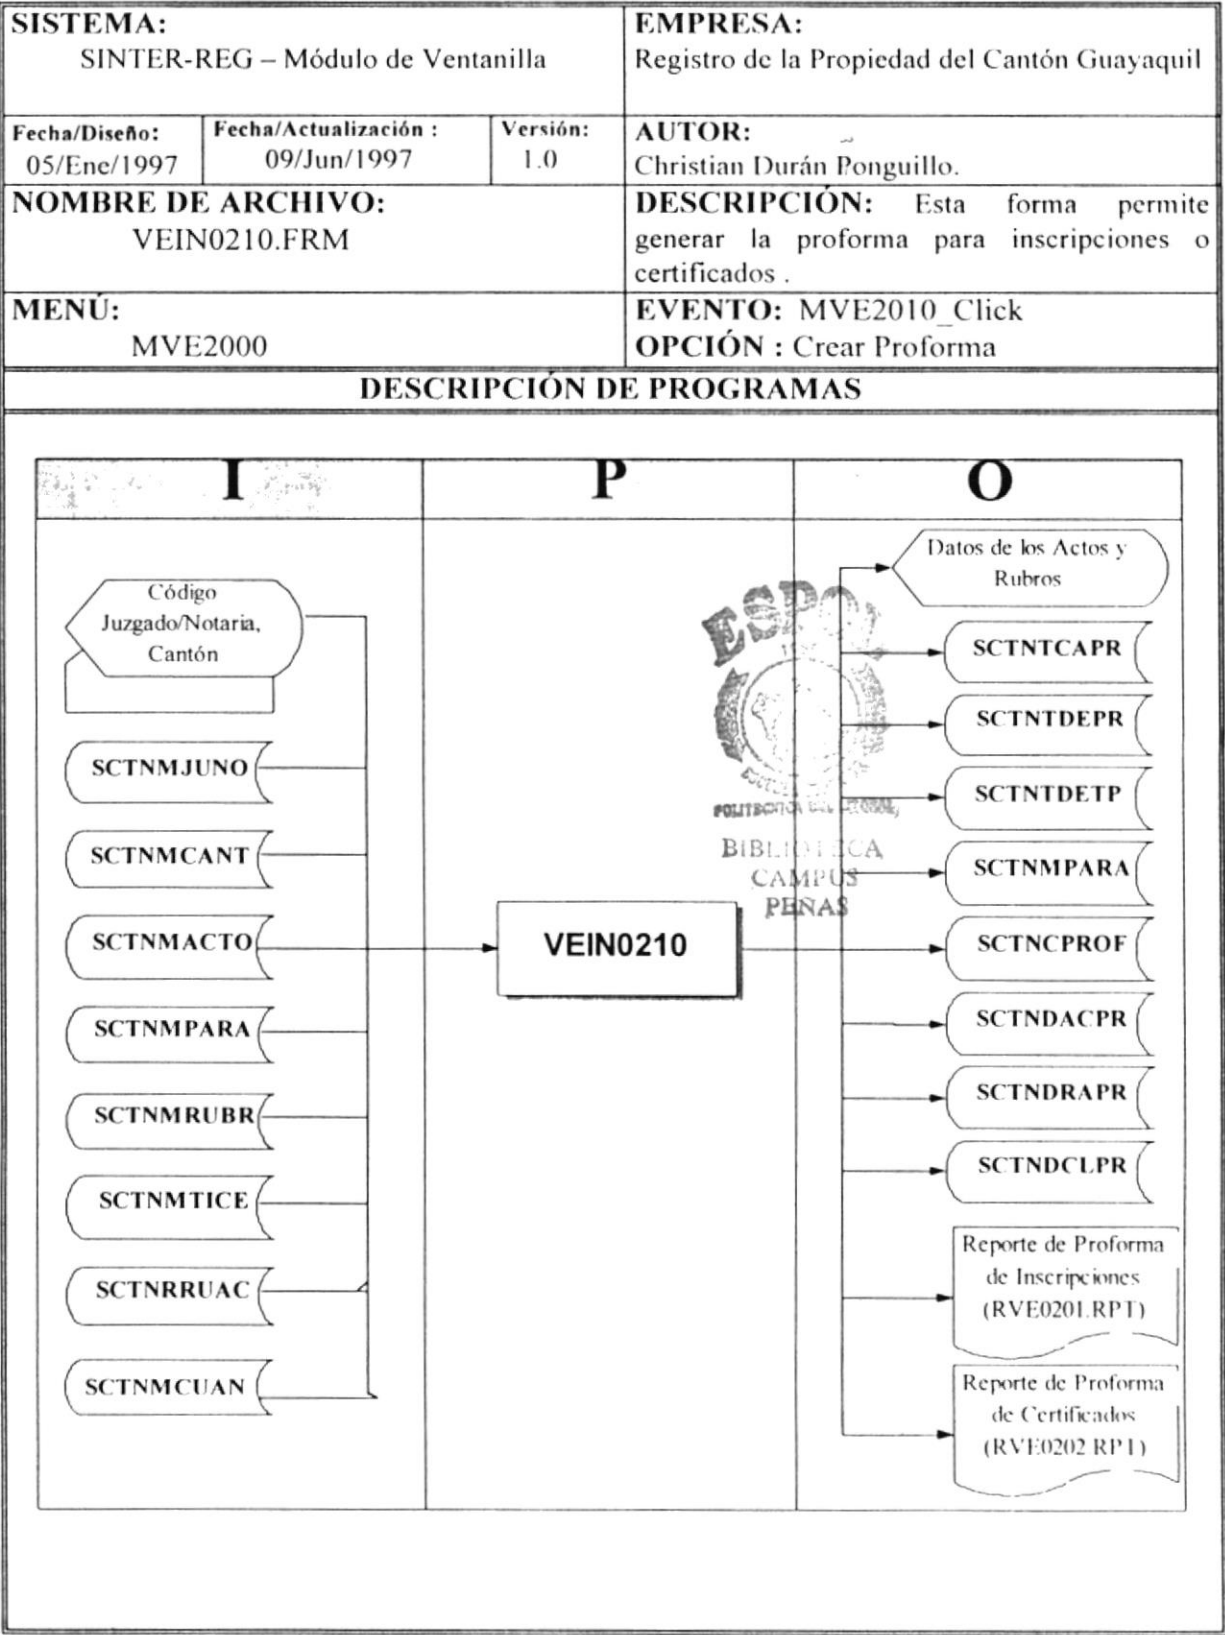 SISTEMA:
SINTER-REG – Módulo de Ventanilla
EMPRESA:
Registro de la Propiedad del Cantón Guayaquil
Fecha/Diseño:
05/Ene/1997
Fecha/Actualización :
09/Jun/1997
Versión:
1.0
AUTOR:
Christian Durán Ponguillo.
NOMBRE DE ARCHIVO:
VEIN0210.FRM
DESCRIPCIÓN: Esta forma permite
generar la proforma para inscripciones o
certificados .
MENÚ:
MVE2000
EVENTO: MVE2010_Click
OPCIÓN : Crear Proforma
DESCRIPCIÓN DE PROGRAMAS
I
P
O
Código
Juzgado/Notaria,
Cantón
SCTNMJUNO
SCTNMCANT
SCTNMACTO
SCTNMPARA
SCTNMRUBR
SCTNMTICE
SCTNRRUAC
SCTNMCUAN
VEIN0210
Datos de los Actos y
Rubros
SCTNTCAPR
SCTNTDEPR
SCTNTDETP
SCTNMPARA
SCTNCPROF
SCTNDACPR
SCTNDRAPR
SCTNDCLPR
Reporte de Proforma
de Inscripciones
(RVE0201.RPT)
Reporte de Proforma
de Certificados
(RVE0202 RPT)
ESPOL
POLITECNICA DEL LITORAL
BIBLIOTECA
CAMPUS
PEÑAS